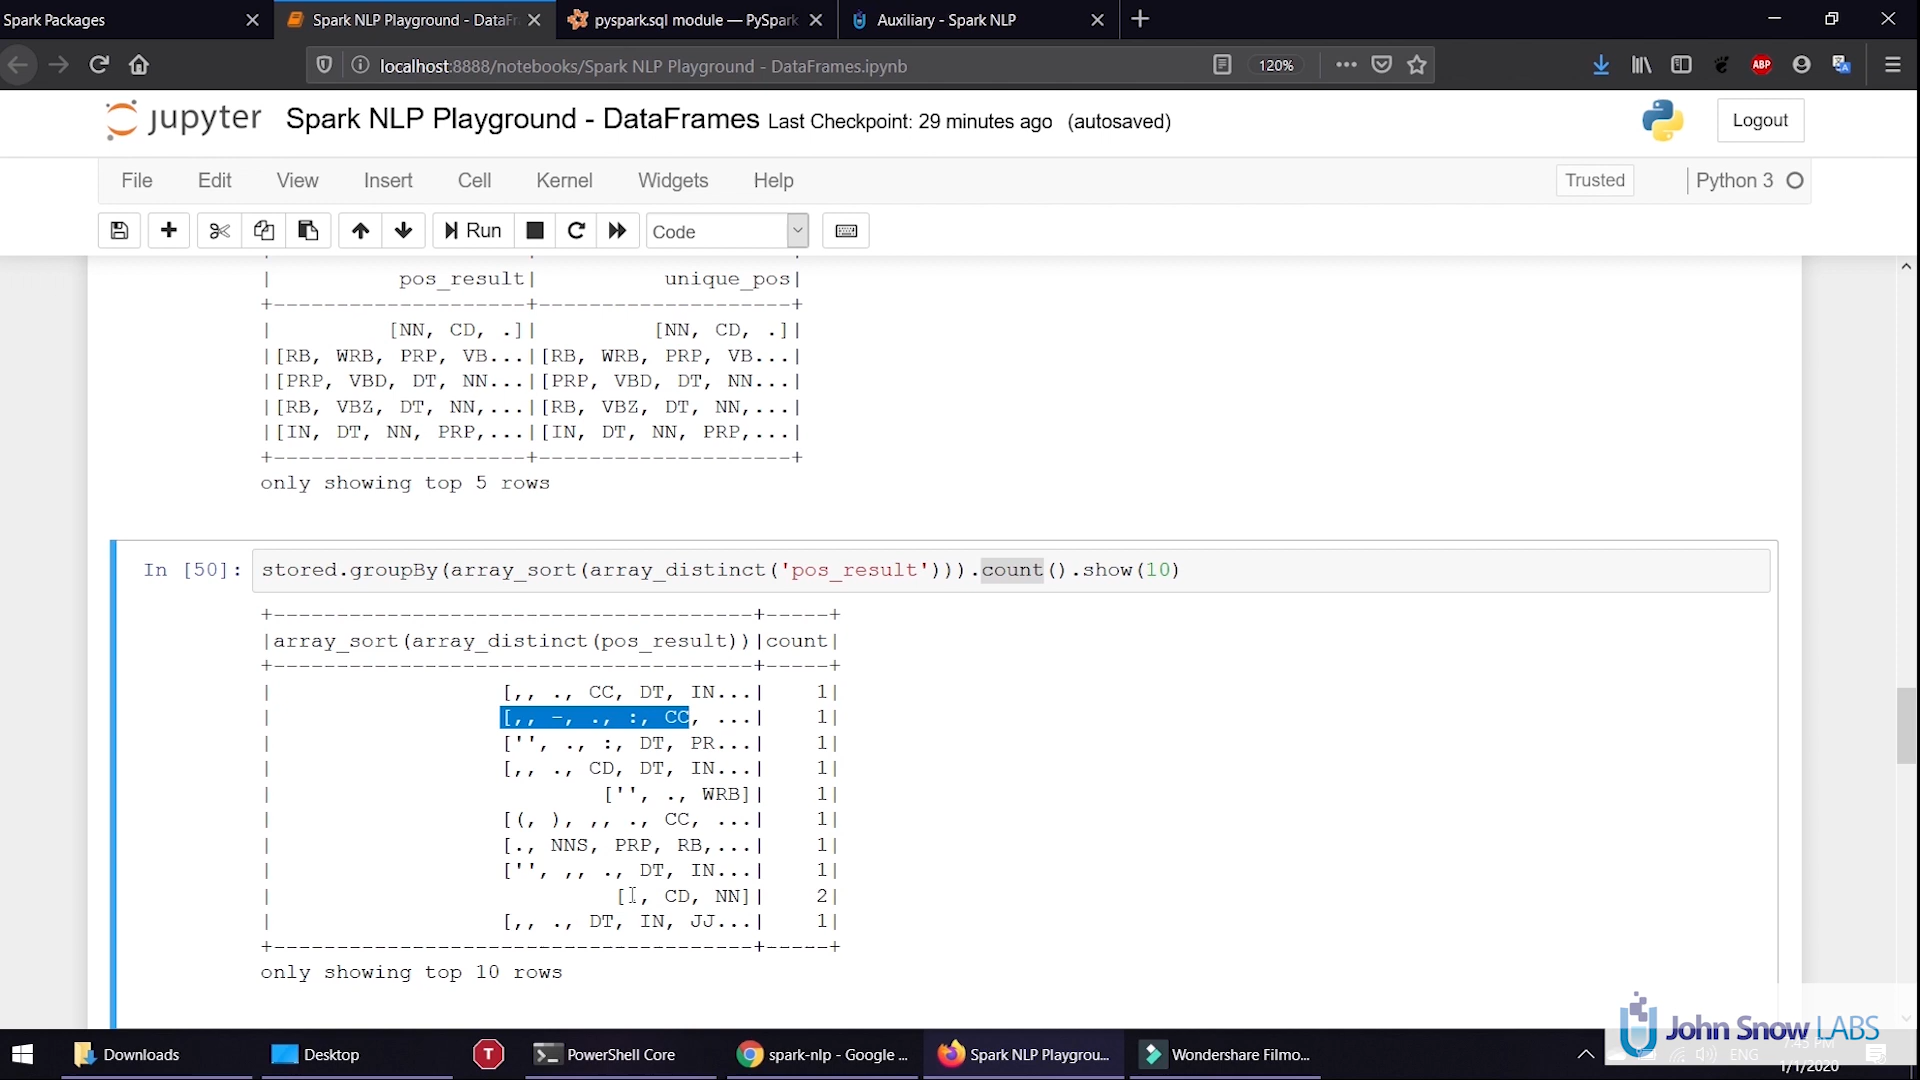 Spark Packages
Spark NLP Playground - DataFr
pyspark.sql module — PySpark
Auxiliary - Spark NLP
localhost:8888/notebooks/Spark NLP Playground - DataFrames.ipynb
120%
ABP
jupyter Spark NLP Playground - DataFrames Last Checkpoint: 29 minutes ago (autosaved)
Logout
File Edit View Insert Cell Kernel Widgets Help
Trusted
Python 3
Run
Code
| pos_result| unique_pos|
+--------------------+--------------------+
| [NN, CD, .]| [NN, CD, .]|
|[RB, WRB, PRP, VB...|[RB, WRB, PRP, VB...|
|[PRP, VBD, DT, NN...|[PRP, VBD, DT, NN...|
|[RB, VBZ, DT, NN,...|[RB, VBZ, DT, NN,...|
|[IN, DT, NN, PRP,...|[IN, DT, NN, PRP,...|
+--------------------+--------------------+
only showing top 5 rows
In [50]: stored.groupBy(array_sort(array_distinct('pos_result'))).count().show(10)
+--------------------------------------+-----+
|array_sort(array_distinct(pos_result))|count|
+--------------------------------------+-----+
| [,, ., CC, DT, IN...| 1|
| [,, -, ., :, CC, ...| 1|
| ['', ., :, DT, PR...| 1|
| [,, ., CD, DT, IN...| 1|
| ['', ., WRB]| 1|
| [(, ), ,, ., CC, ...| 1|
| [., NNS, PRP, RB,...| 1|
| ['', ,, ., DT, IN...| 1|
| [., CD, NN]| 2|
| [,, ., DT, IN, JJ...| 1|
+--------------------------------------+-----+
only showing top 10 rows
John Snow LABS
Downloads
Desktop
T
PowerShell Core
spark-nlp - Google ...
Spark NLP Playgrou...
Wondershare Filmo...
ENG
7:45 PM
1/1/2020